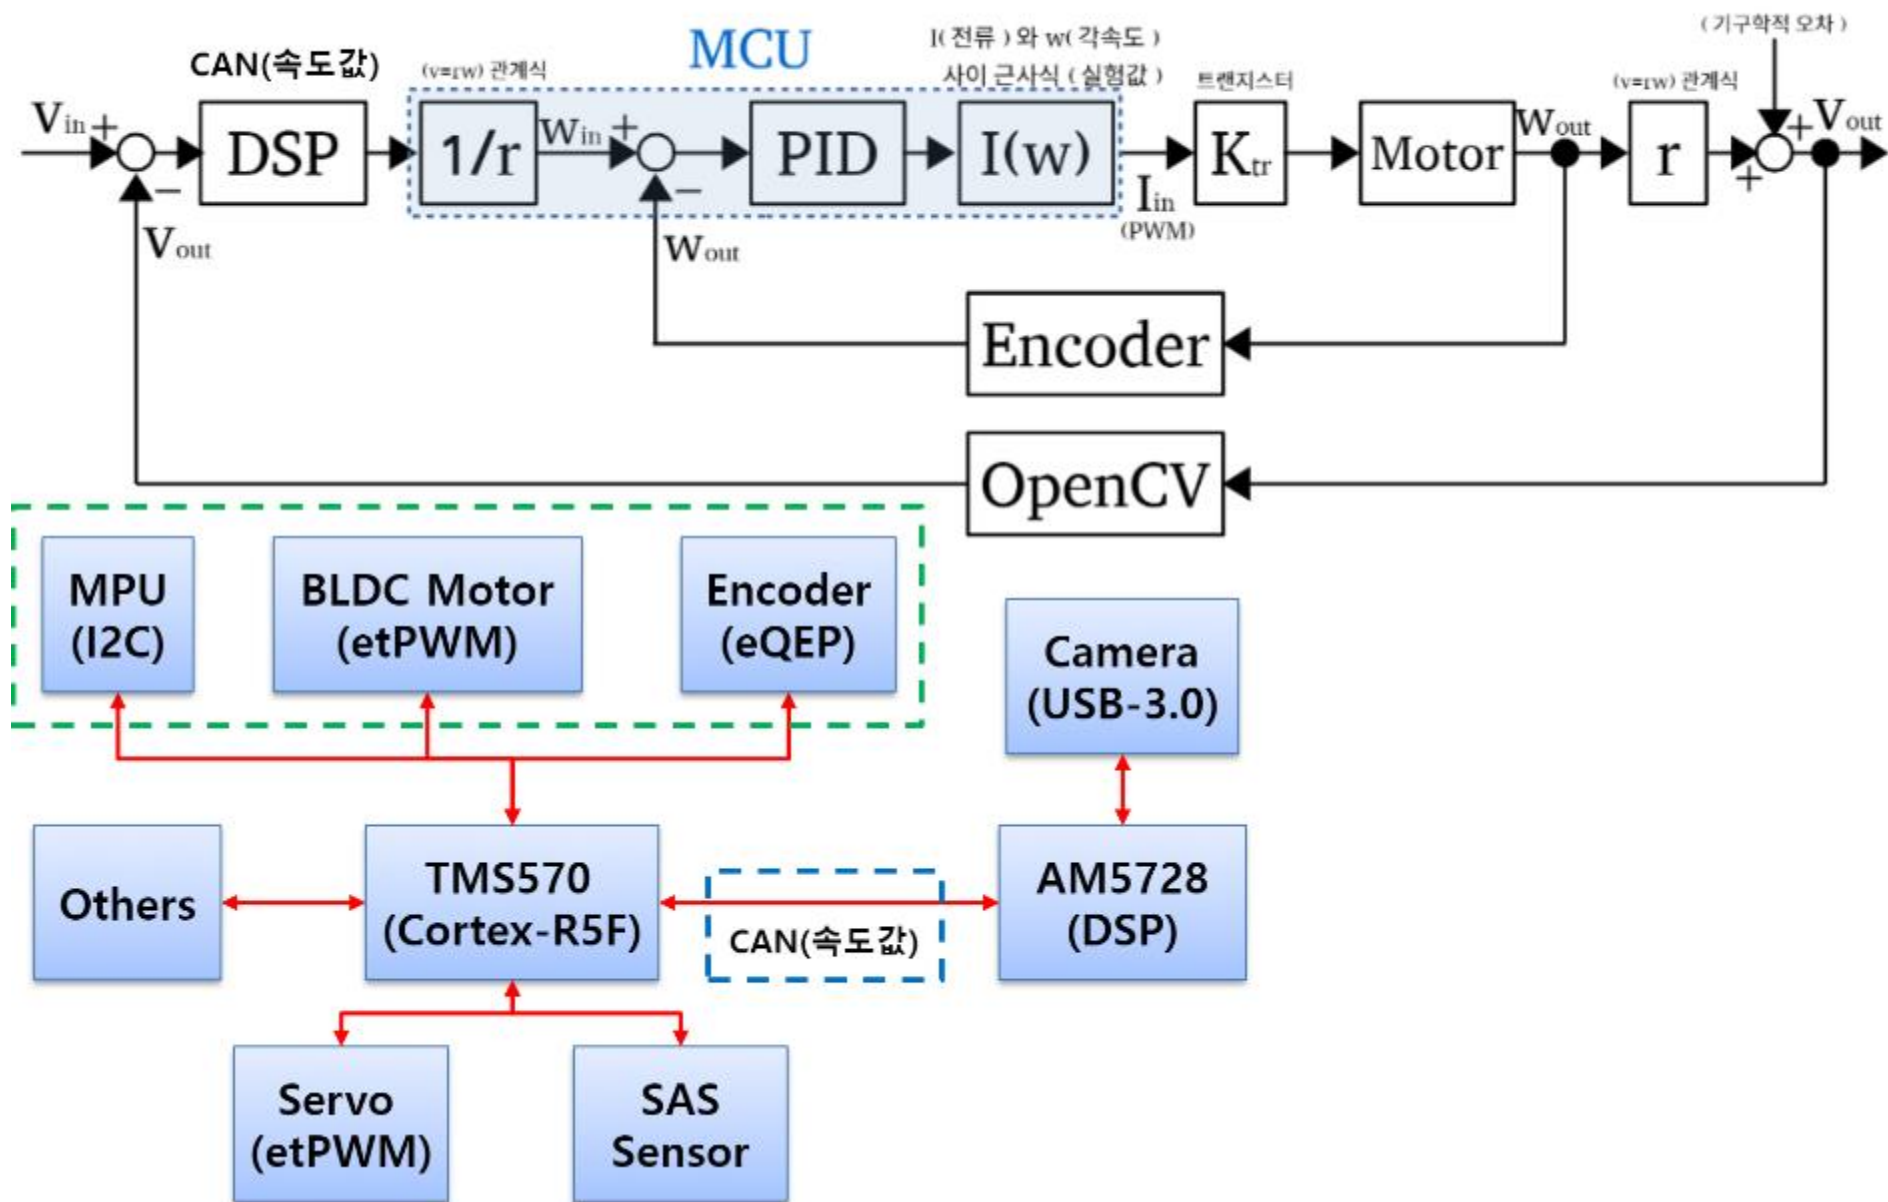 MCU
I( 전류 ) 와 w( 각속도 )
사이 근사식 ( 실험값 )
( 기구학적 오차 )
CAN(속도값)
(v=rw) 관계식
트랜지스터
(v=rw) 관계식
Vin
+
DSP
1/r
Win
+
PID
I(w)
Ktr
Motor
Wout
r
+
Vout
−
−
+
Iin
(PWM)
Vout
Wout
Encoder
OpenCV
MPU
(I2C)
BLDC Motor
(etPWM)
Encoder
(eQEP)
Camera
(USB-3.0)
Others
TMS570
(Cortex-R5F)
CAN(속도값)
AM5728
(DSP)
Servo
(etPWM)
SAS
Sensor